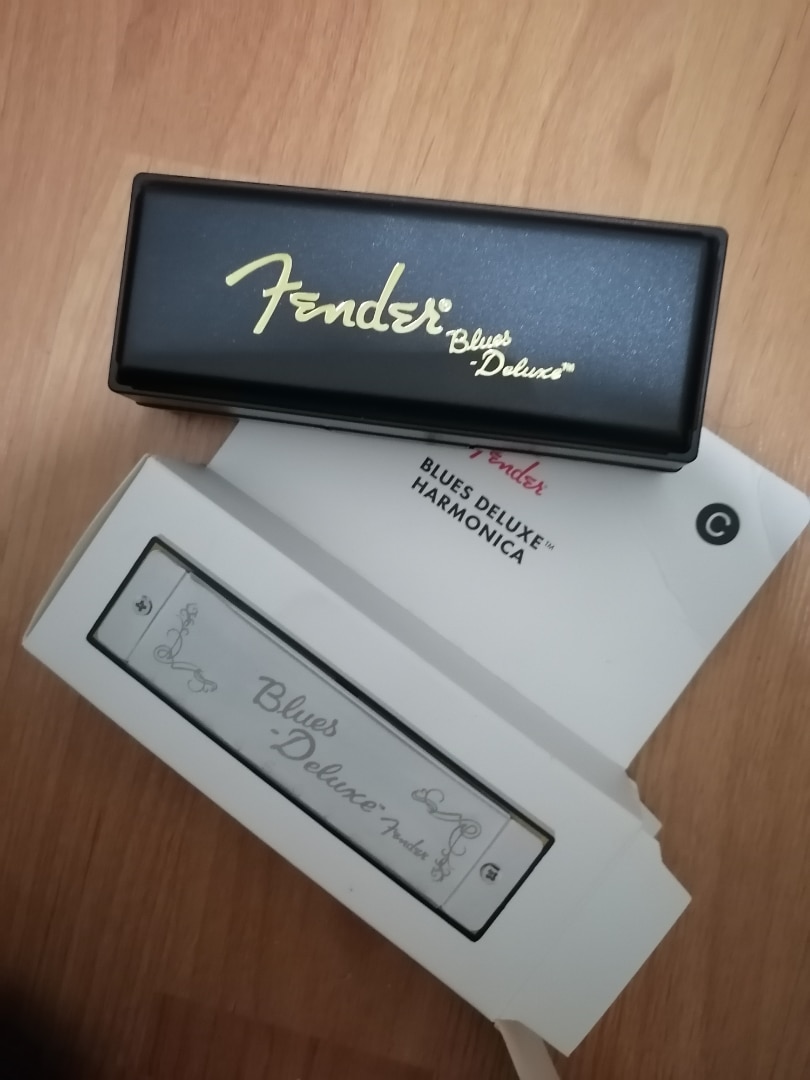 Fender®
Blues
-Deluxe™
Fender
BLUES DELUXE™
HARMONICA
C
Blues
-Deluxe™
Fender